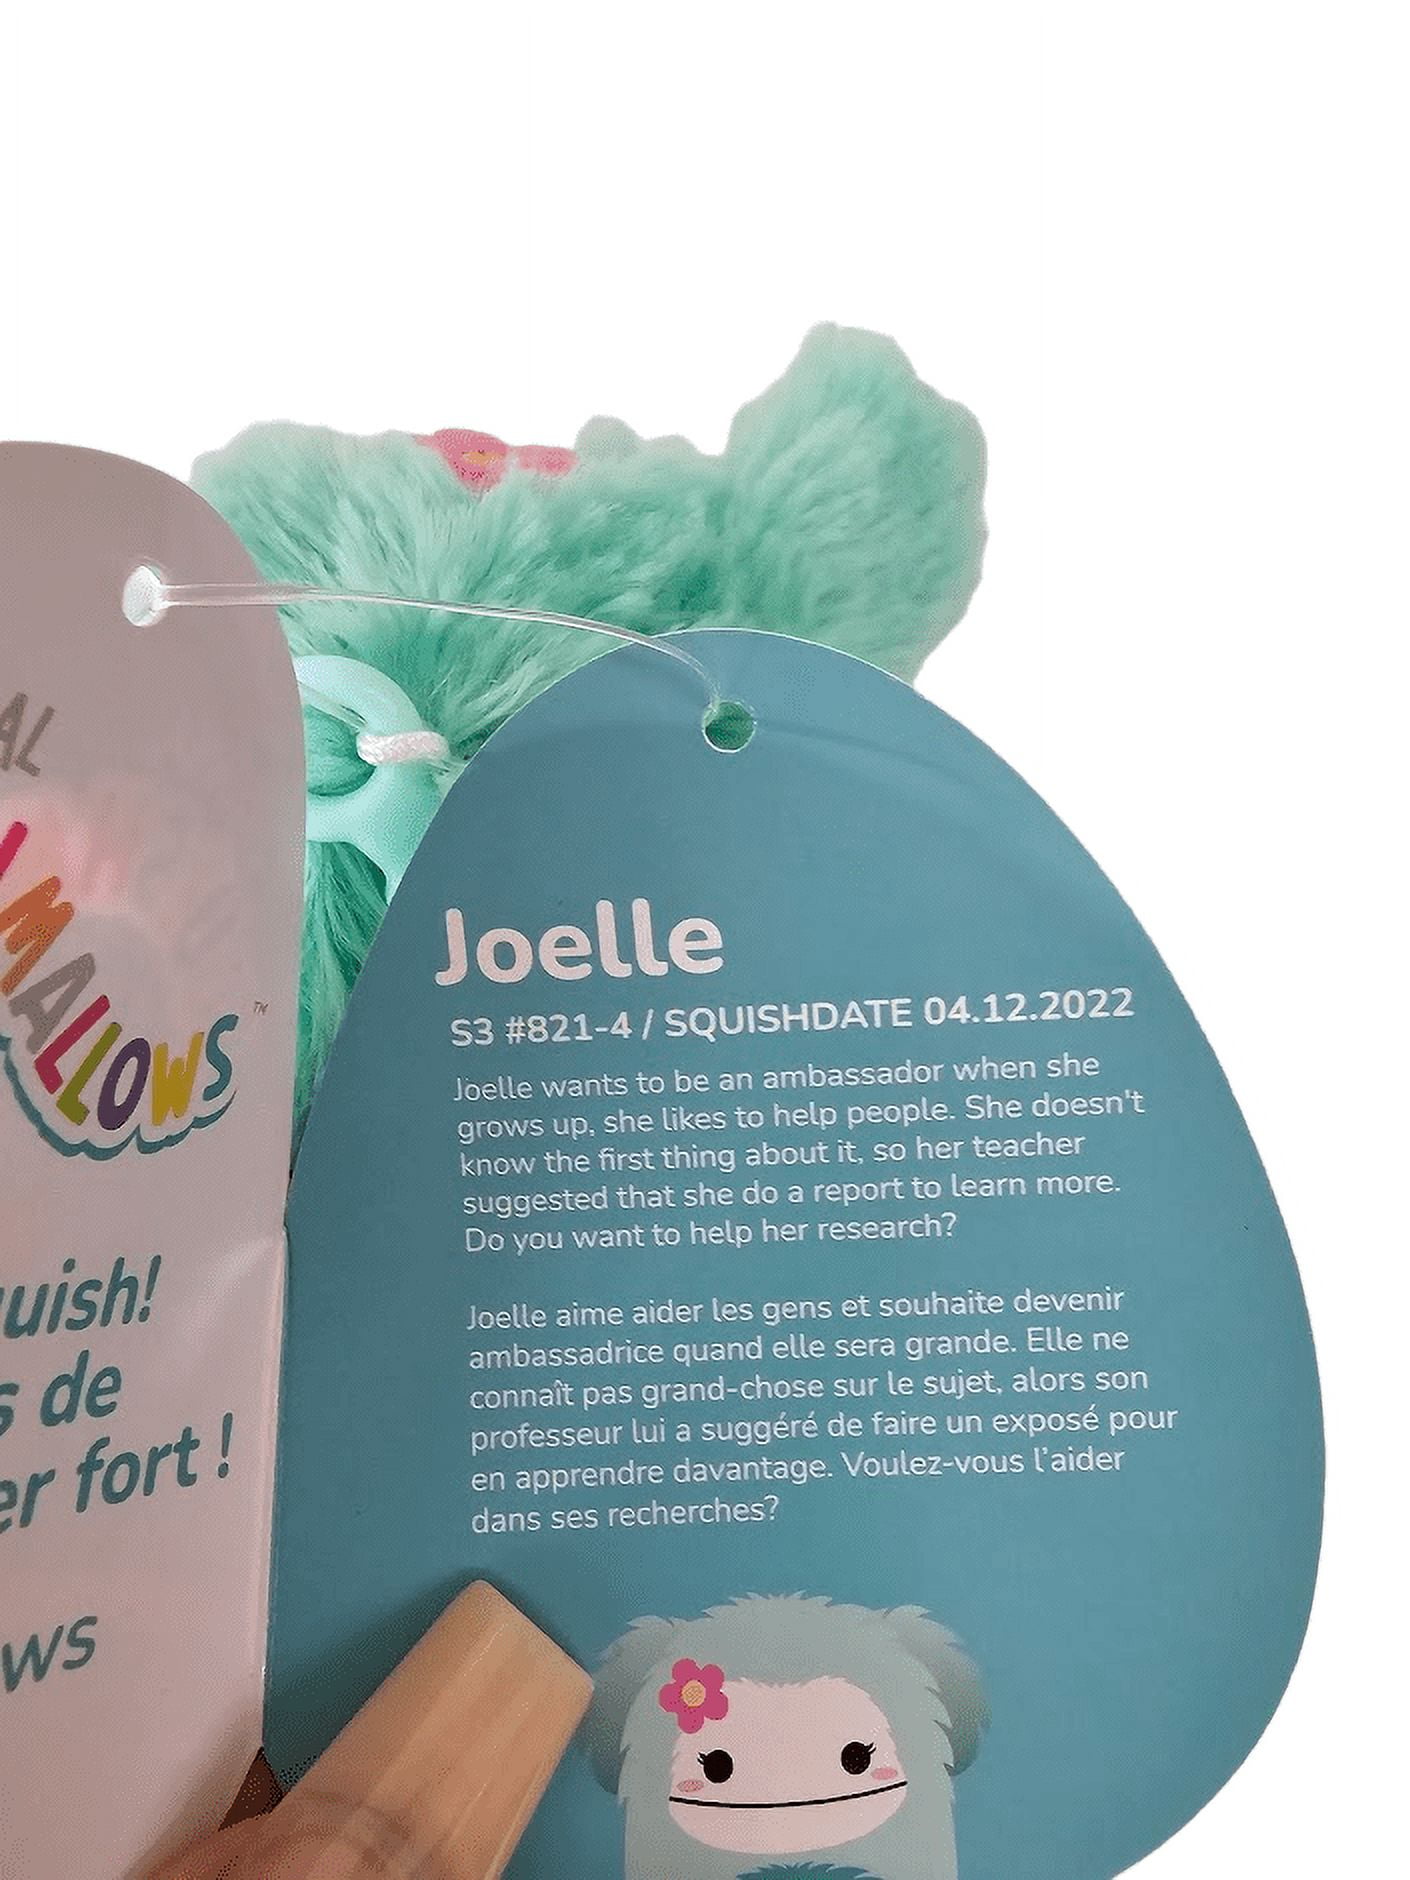 AL
MALLOWS™
uish!
s de
er fort !
ows
Joelle
S3 #821-4 / SQUISHDATE 04.12.2022
Joelle wants to be an ambassador when she
grows up, she likes to help people. She doesn't
know the first thing about it, so her teacher
suggested that she do a report to learn more.
Do you want to help her research?
Joelle aime aider les gens et souhaite devenir
ambassadrice quand elle sera grande. Elle ne
connaît pas grand-chose sur le sujet, alors son
professeur lui a suggéré de faire un exposé pour
en apprendre davantage. Voulez-vous l'aider
dans ses recherches?